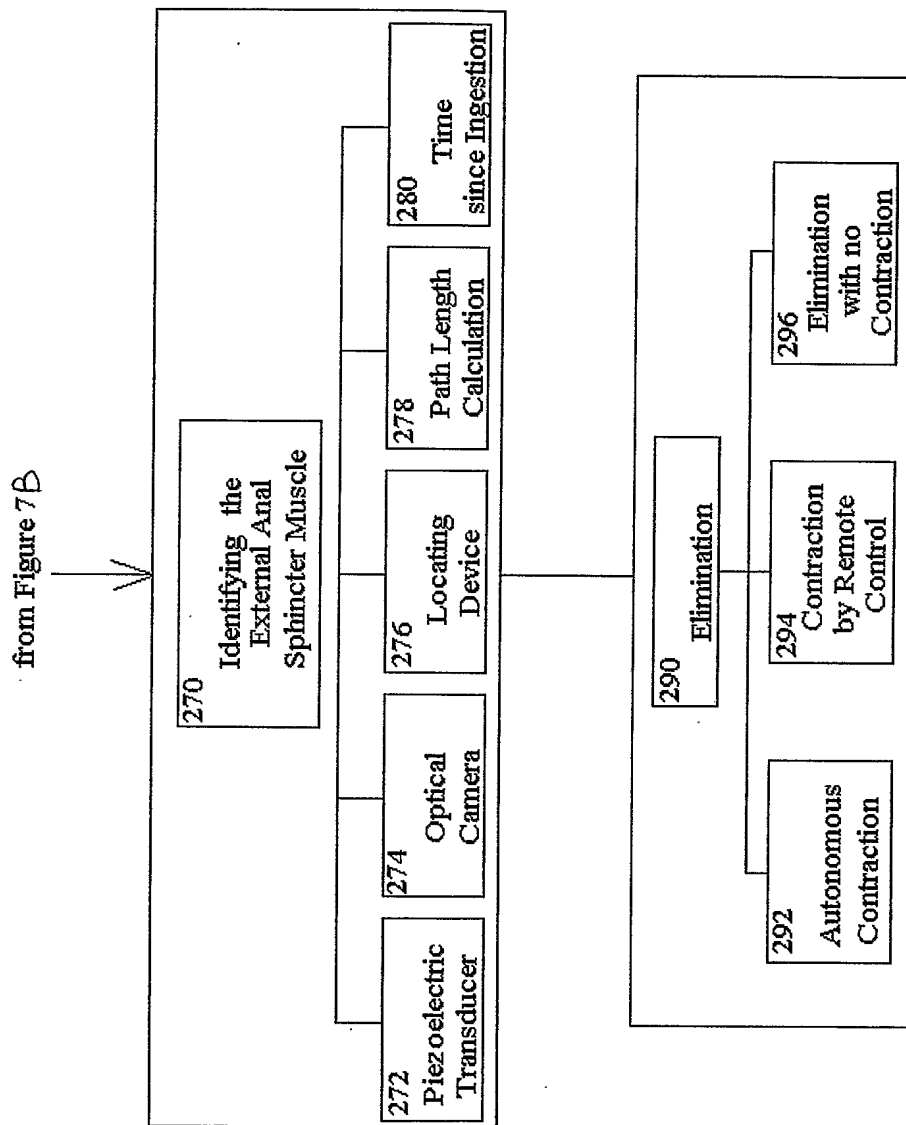 from Figure 7B
270
Identifying the
External Anal
Sphincter Muscle
272
Piezoelectric
Transducer
274
Optical
Camera
276
Locating
Device
278
Path Length
Calculation
280
Time
since Ingestion
290
Elimination
292
Autonomous
Contraction
294
Contraction
by Remote
Control
296
Elimination
with no
Contraction